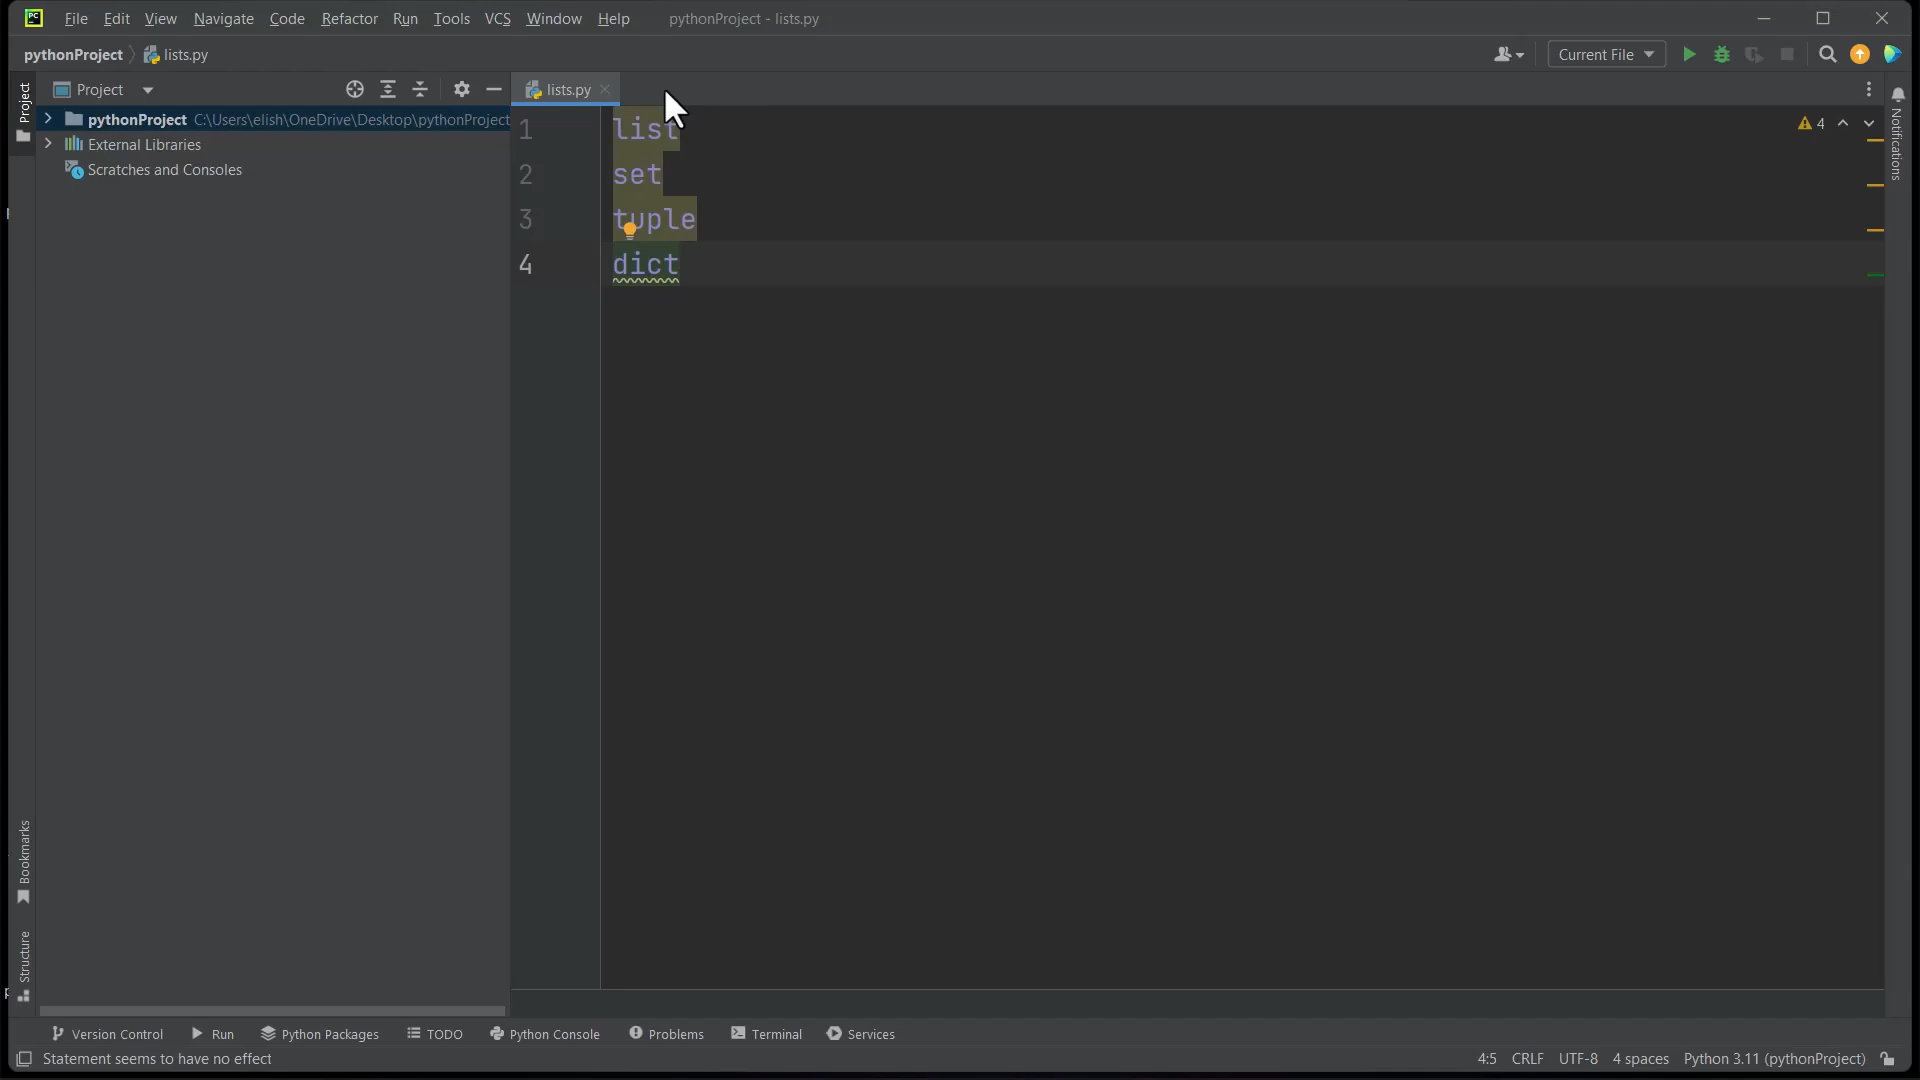 PC File Edit View Navigate Code Refactor Run Tools VCS Window Help pythonProject - lists.py
pythonProject lists.py Current File
Project lists.py
pythonProject C:\Users\elish\OneDrive\Desktop\pythonProject
External Libraries
Scratches and Consoles
1 list
2 set
3 tuple
4 dict
4
Project
Notifications
Bookmarks
Structure
Version Control Run Python Packages TODO Python Console Problems Terminal Services
Statement seems to have no effect 4:5 CRLF UTF-8 4 spaces Python 3.11 (pythonProject)